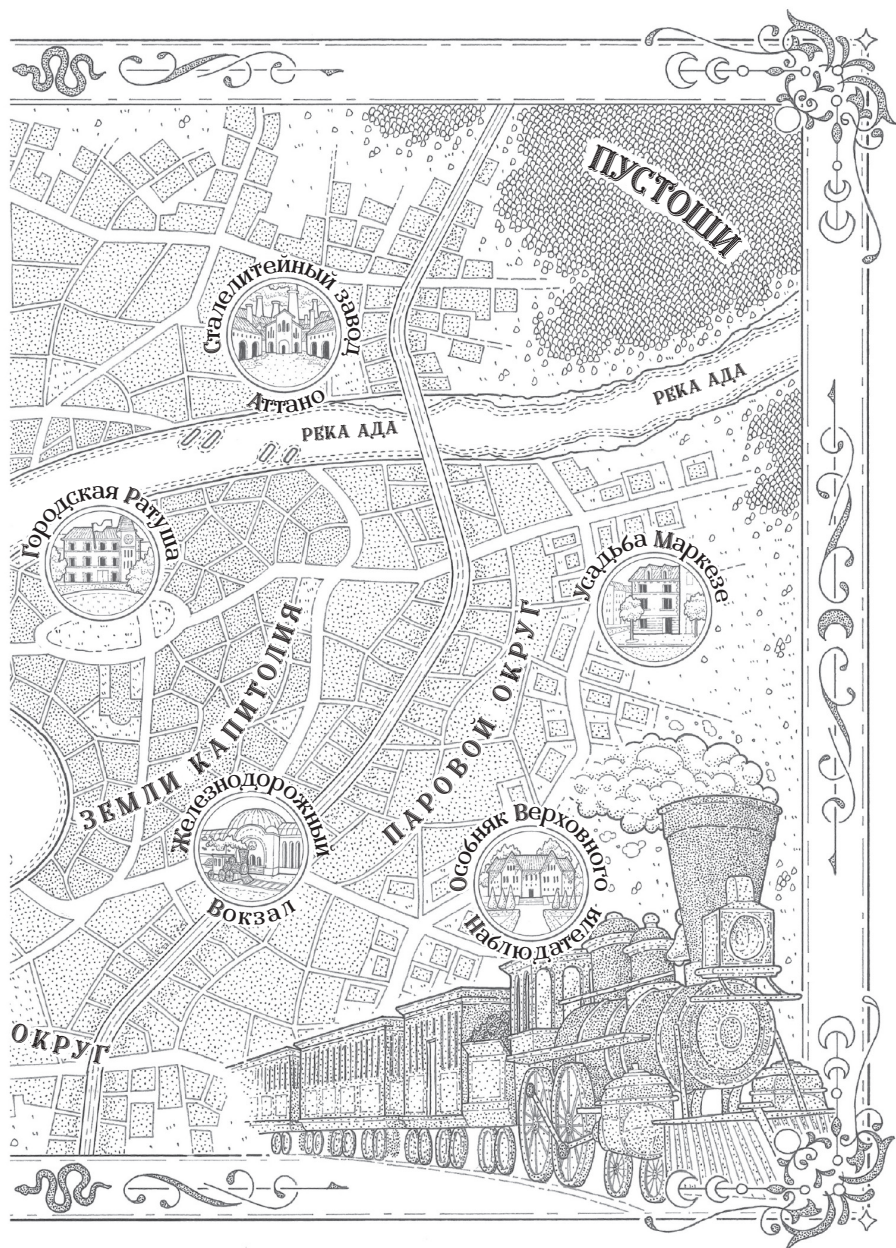 ПУСТОШИ
Сталелитейный завод
Аттано
РЕКА АДА
РЕКА АДА
Городская Ратуша
усадьба Маркезе
ЗЕМЛИ КАПИТОЛИЯ
ПАРОВОЙ ОКРУГ
Железнодорожный
Вокзал
Особняк Верховного
Наблюдателя
ОКРУГ